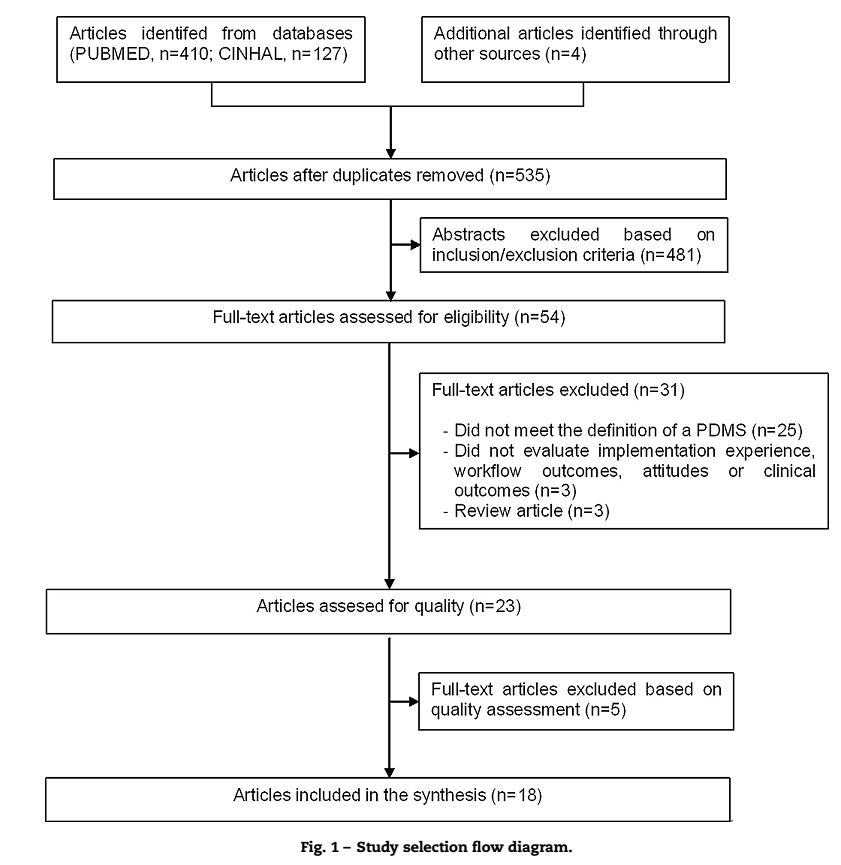 Articles identifed from databases
(PUBMED, n=410; CINHAL, n=127)
Additional articles identified through
other sources (n=4)
Articles after duplicates removed (n=535)
Abstracts excluded based on
inclusion/exclusion criteria (n=481)
Full-text articles assessed for eligibility (n=54)
Full-text articles excluded (n=31)
- Did not meet the definition of a PDMS (n=25)
- Did not evaluate implementation experience,
workflow outcomes, attitudes or clinical
outcomes (n=3)
- Review article (n=3)
Articles assesed for quality (n=23)
Full-text articles excluded based on
quality assessment (n=5)
Articles included in the synthesis (n=18)
Fig. 1 – Study selection flow diagram.